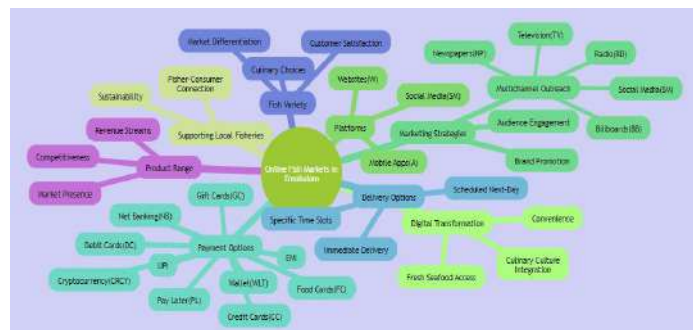 Market Differentiation
Customer Satisfaction
Culinary Choices
Fish Variety
Fisher Consumer
Connection
Sustainability
Supporting Local Fisheries
Revenue Streams
Competitiveness
Product Range
Market Presence
Online Fish Markets in
Websites(W)
Social Media(SM)
Platforms
Mobile Apps(A)
Television(TV)
Newspapers(NP)
Radio(RD)
Multichannel Outreach
Social Media(SM)
Billboards(BB)
Audience Engagement
Marketing Strategies
Brand Promotion
Delivery Options
Scheduled Next-Day
Specific Time Slots
Immediate Delivery
Digital Transformation
Convenience
Culinary Culture
Integration
Fresh Seafood Access
Gift Cards(GC)
Net Banking(NB)
Debit Cards(DC)
Payment Options
UPI
EMI
Cryptocurrency(CRCY)
Wallet(WLT)
Food Cards(FC)
Pay Later(PL)
Credit Cards(CC)